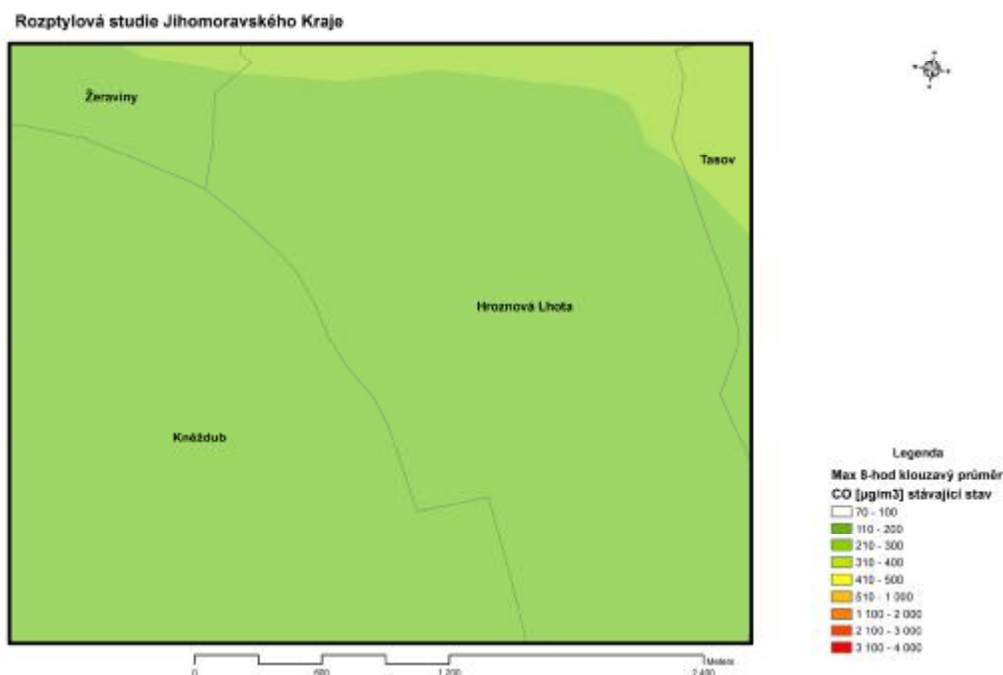 Rozptylová studie Jihomoravského Kraje
Žeraviny
Tasov
Hroznová Lhota
Kněždub
Legenda
Max 8-hod klouzavý průměr
CO [µg/m3] stávající stav
70 - 100
110 - 200
210 - 300
310 - 400
410 - 500
510 - 1 000
1 100 - 2 000
2 100 - 3 000
3 100 - 4 000
0 600 1 200 2 400 Meters